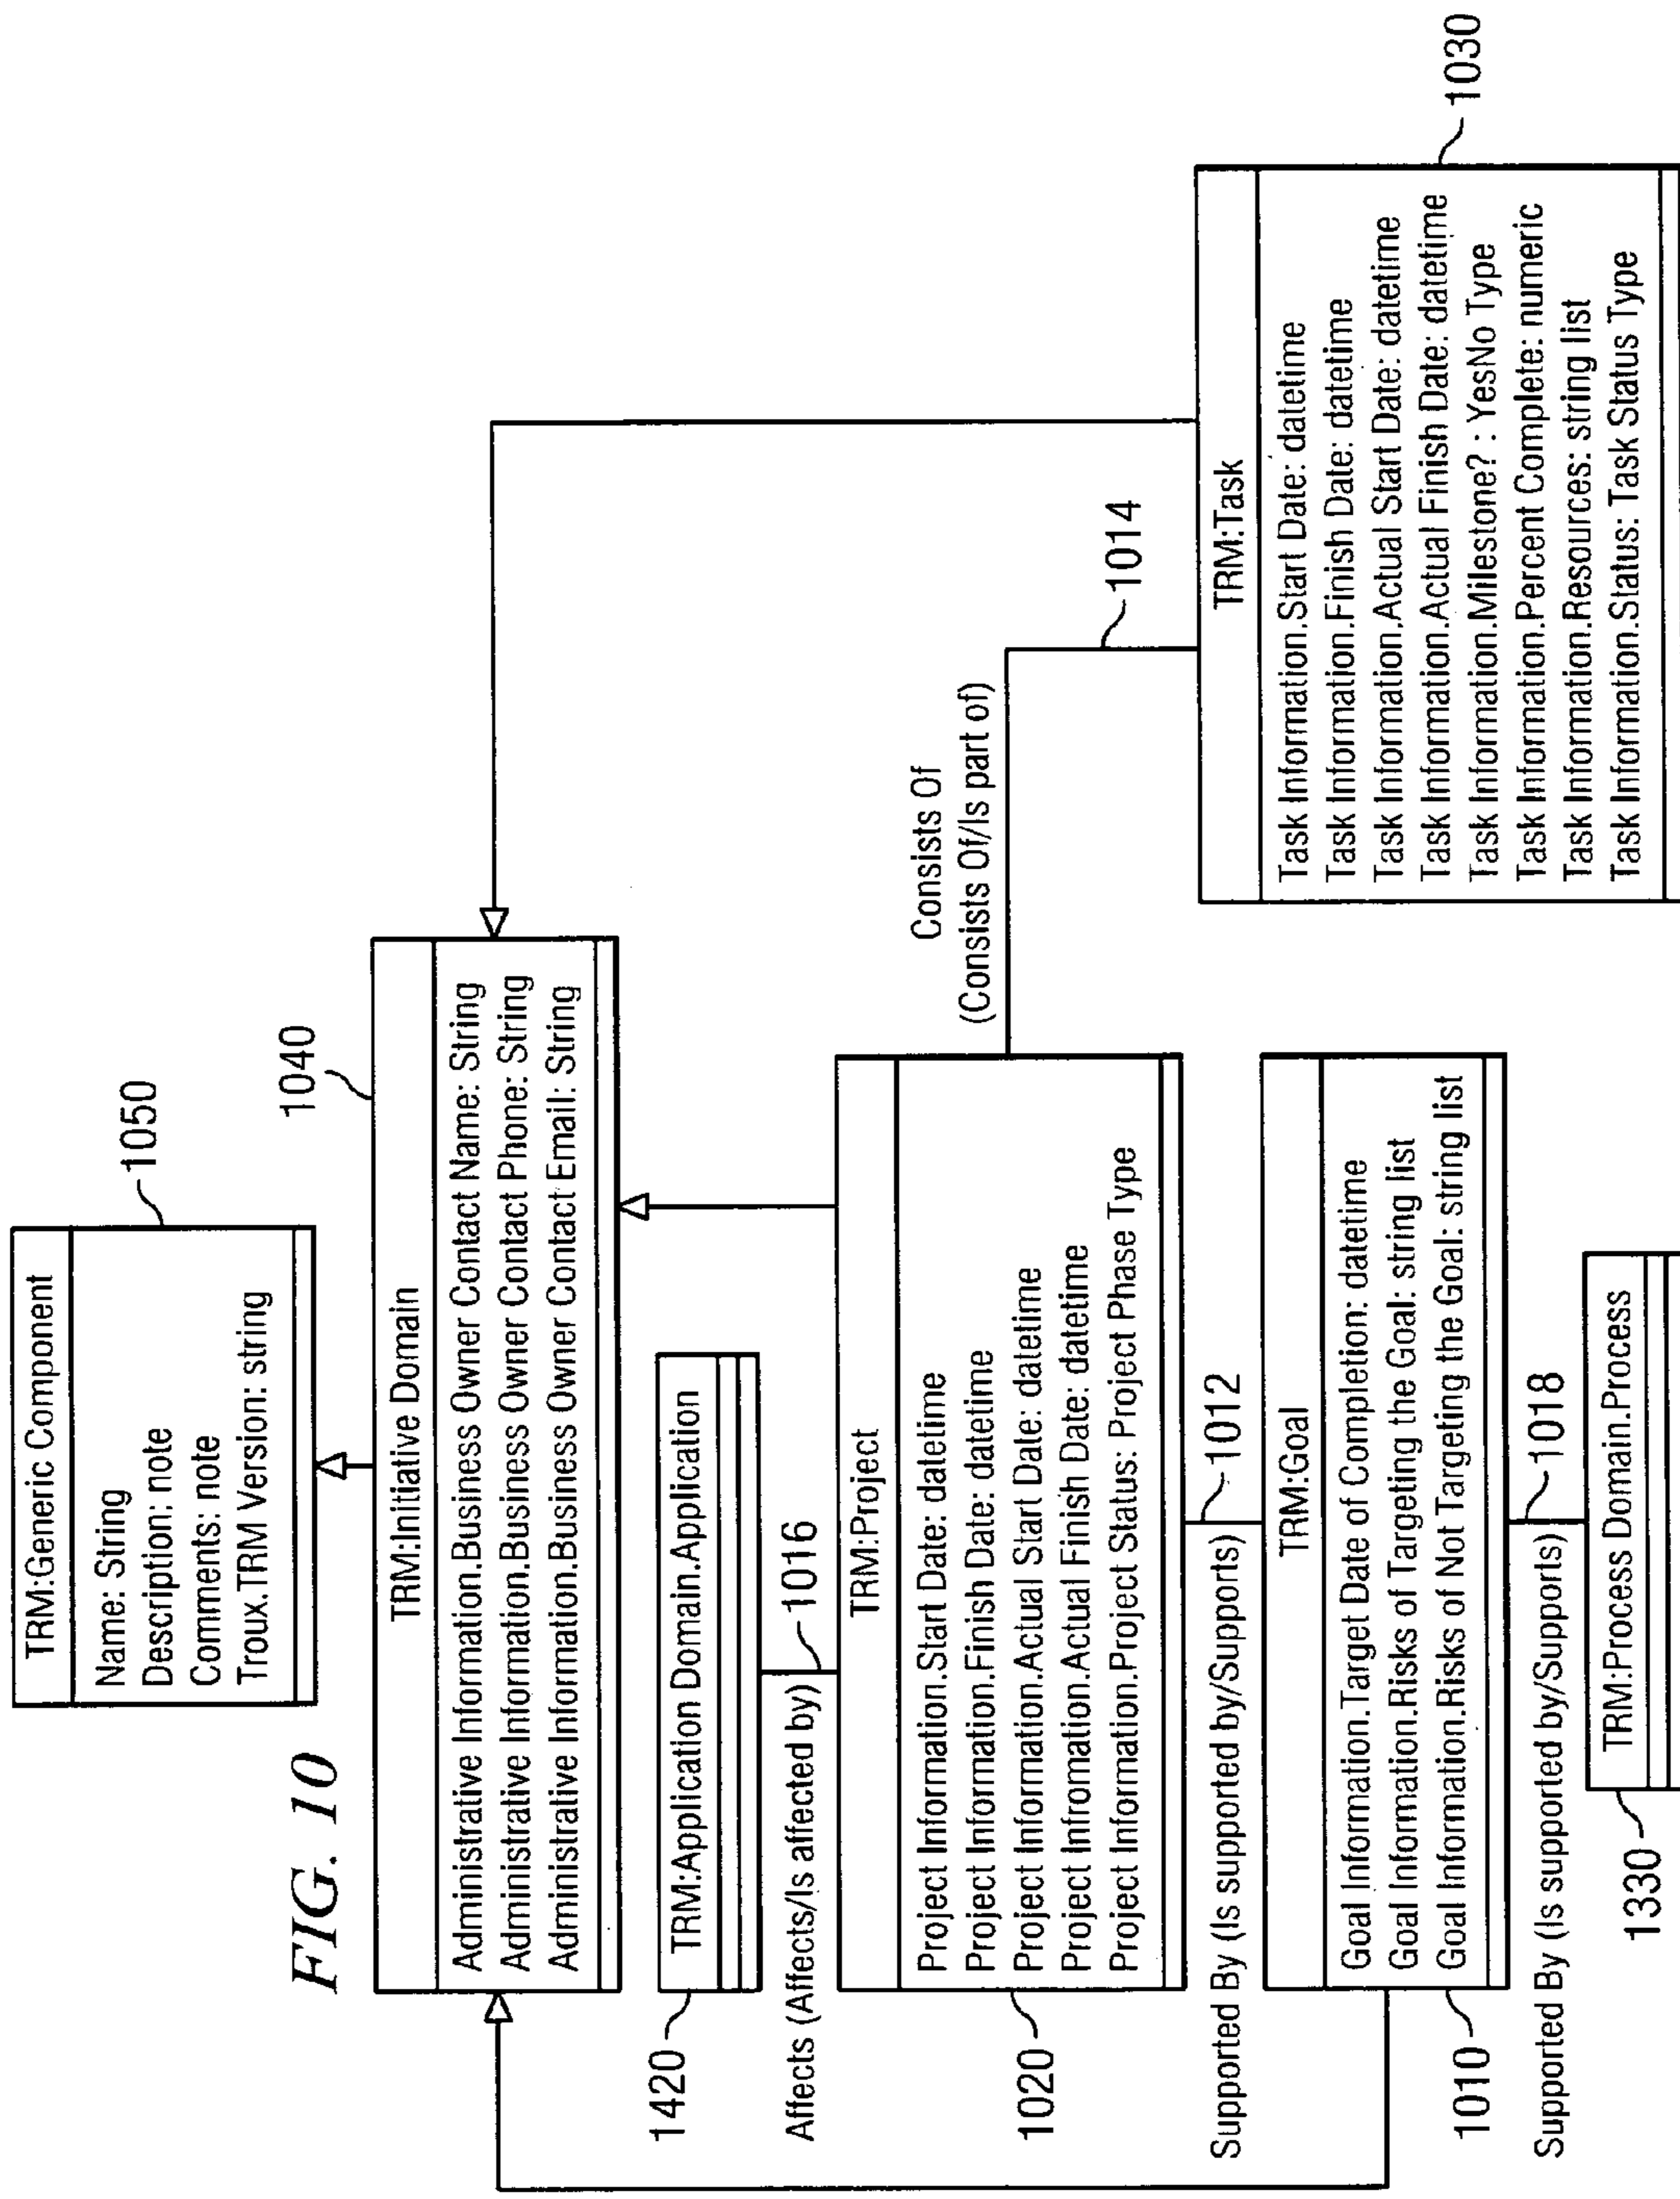 FIG. 10
TRM:Generic Component
Name: String
Description: note
Comments: note
Troux.TRM Version: string
1050
1040
TRM:Initiative Domain
Administrative Information.Business Owner Contact Name: String
Administrative Information.Business Owner Contact Phone: String
Administrative Information.Business Owner Contact Email: String
1420
TRM:Application Domain.Application
Affects (Affects/Is affected by)
1016
TRM:Project
Project Information.Start Date: datetime
Project Information.Finish Date: datetime
Project Information.Actual Start Date: datetime
Project Infromation.Actual Finish Date: datetime
Project Information.Project Status: Project Phase Type
1020
Consists Of
(Consists Of/Is part of)
1014
Supported By (Is supported by/Supports)
1012
TRM:Goal
Goal Information.Target Date of Completion: datetime
Goal Information.Risks of Targeting the Goal: string list
Goal Information.Risks of Not Targeting the Goal: string list
1010
Supported By (Is supported by/Supports)
1018
TRM:Process Domain.Process
1330
TRM:Task
Task Information.Start Date: datetime
Task Information.Finish Date: datetime
Task Information.Actual Start Date: datetime
Task Information.Actual Finish Date: datetime
Task Information.Milestone? : YesNo Type
Task Information.Percent Complete: numeric
Task Information.Resources: string list
Task Information.Status: Task Status Type
1030